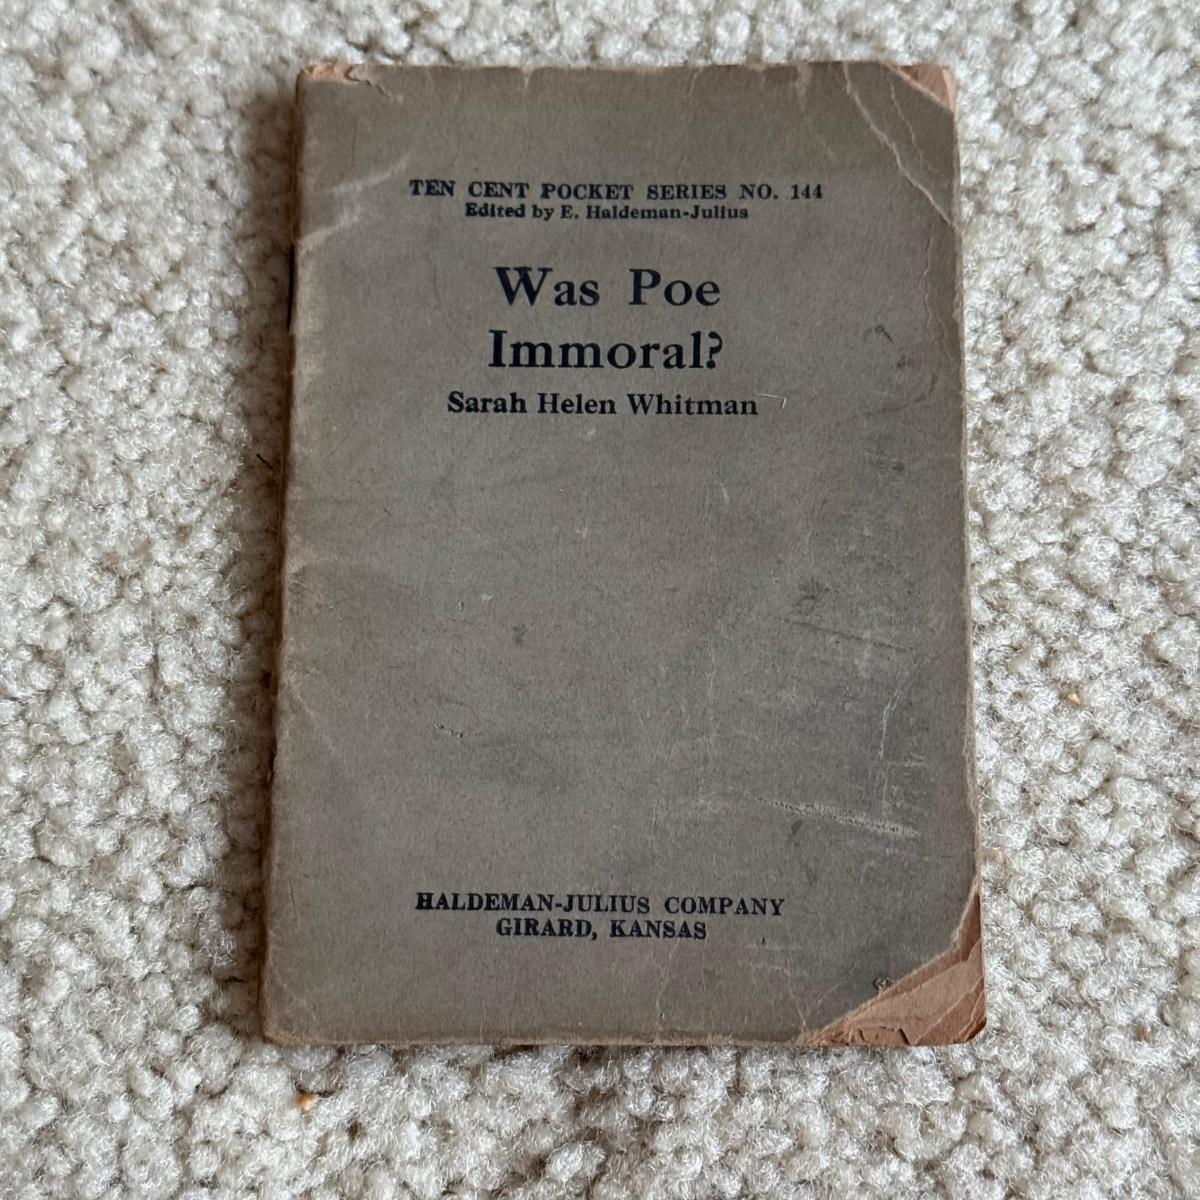 TEN CENT POCKET SERIES NO. 144
Edited by E. Haldeman-Julius
Was Poe
Immoral?
Sarah Helen Whitman
HALDEMAN-JULIUS COMPANY
GIRARD, KANSAS